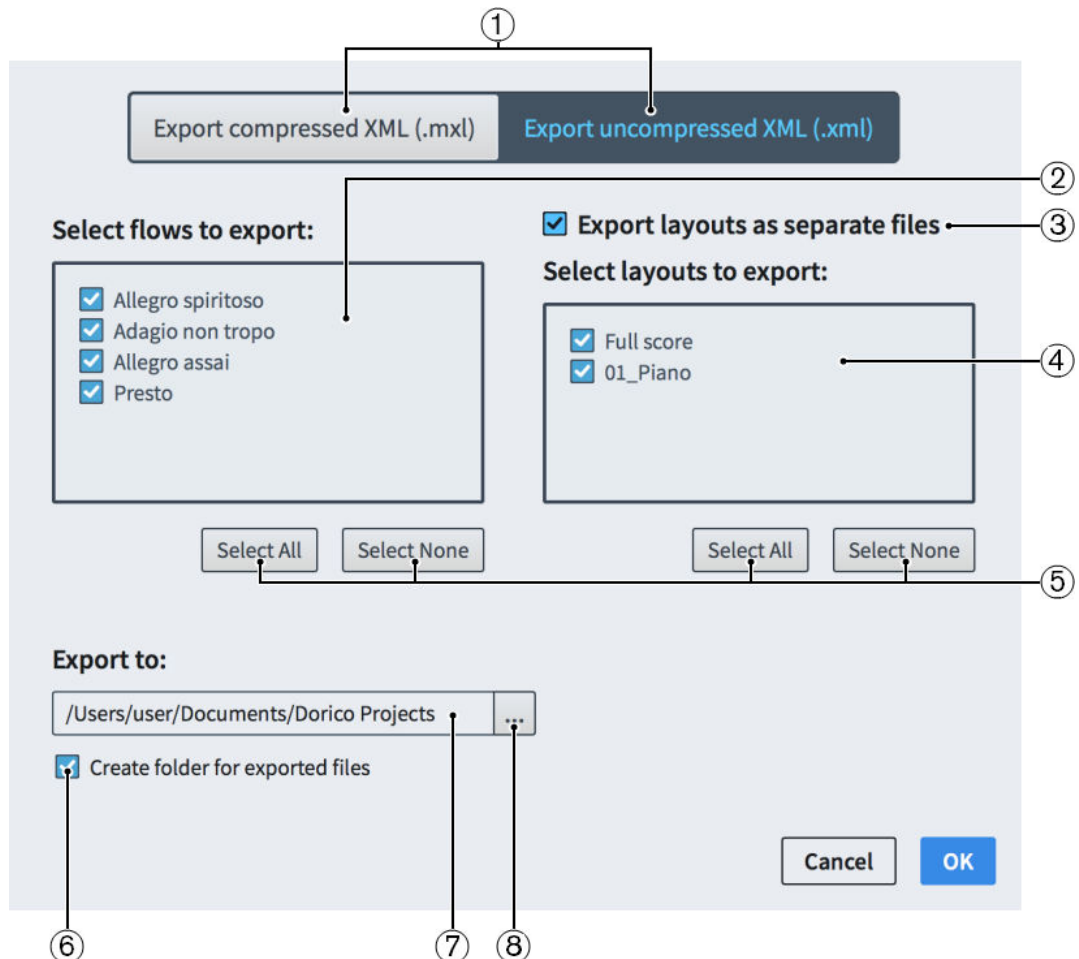 ①
Export compressed XML (.mxl)
Export uncompressed XML (.xml)
②
Select flows to export:
Allegro spiritoso
Adagio non tropo
Allegro assai
Presto
Select All
Select None
Export layouts as separate files
③
Select layouts to export:
Full score
01_Piano
④
Select All
Select None
⑤
Export to:
/Users/user/Documents/Dorico Projects
...
Create folder for exported files
Cancel
OK
⑥
⑦
⑧